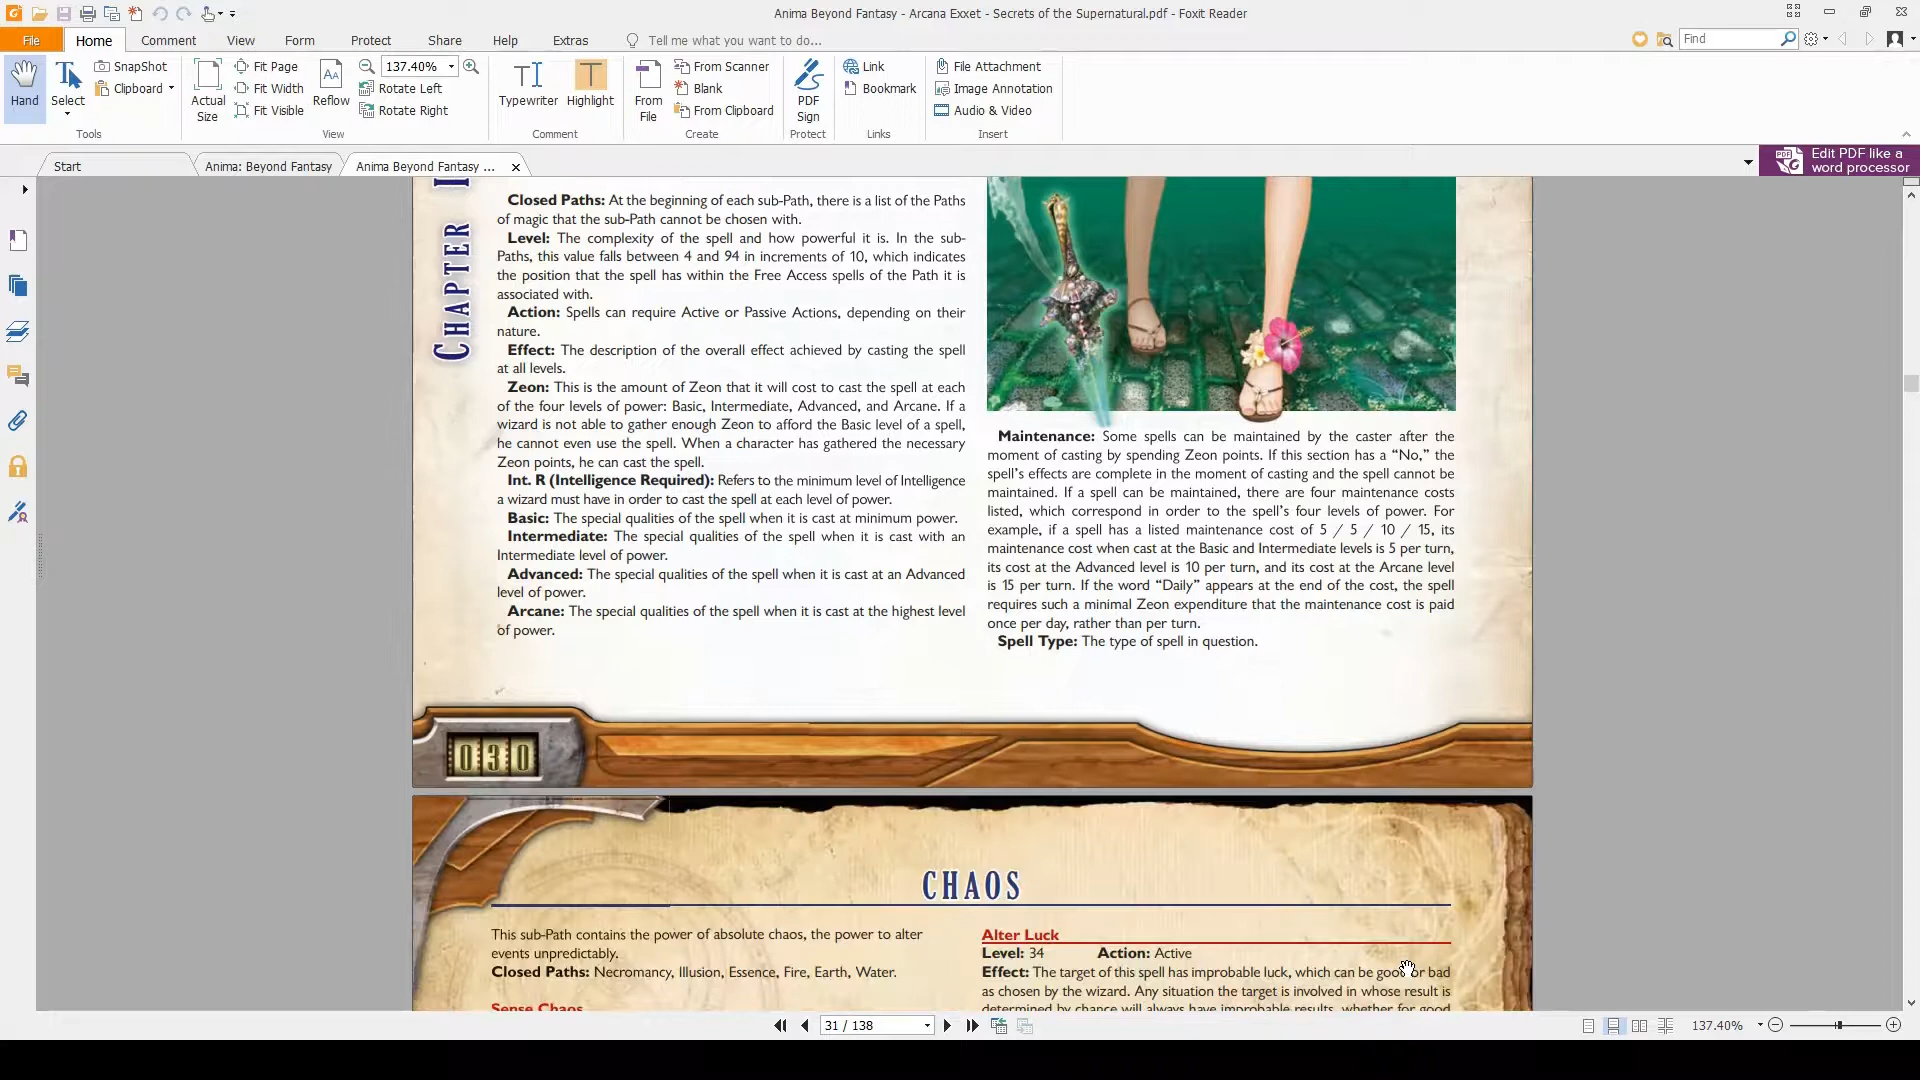 Anima Beyond Fantasy - Arcana Exxet - Secrets of the Supernatural.pdf - Foxit Reader
File
Home
Comment
View
Form
Protect
Share
Help
Extras
Tell me what you want to do...
Find
Hand
Select
SnapShot
Clipboard
Tools
Actual
Size
Fit Page
Fit Width
Fit Visible
Reflow
137.40%
Rotate Left
Rotate Right
View
Typewriter
Highlight
Comment
From
File
From Scanner
Blank
From Clipboard
Create
PDF
Sign
Protect
Link
Bookmark
Links
File Attachment
Image Annotation
Audio & Video
Insert
Start
Anima: Beyond Fantasy
Anima Beyond Fantasy ...
Edit PDF like a
word processor
CHAPTER
Closed Paths: At the beginning of each sub-Path, there is a list of the Paths
of magic that the sub-Path cannot be chosen with.
Level: The complexity of the spell and how powerful it is. In the sub-
Paths, this value falls between 4 and 94 in increments of 10, which indicates
the position that the spell has within the Free Access spells of the Path it is
associated with.
Action: Spells can require Active or Passive Actions, depending on their
nature.
Effect: The description of the overall effect achieved by casting the spell
at all levels.
Zeon: This is the amount of Zeon that it will cost to cast the spell at each
of the four levels of power: Basic, Intermediate, Advanced, and Arcane. If a
wizard is not able to gather enough Zeon to afford the Basic level of a spell,
he cannot even use the spell. When a character has gathered the necessary
Zeon points, he can cast the spell.
Int. R (Intelligence Required): Refers to the minimum level of Intelligence
a wizard must have in order to cast the spell at each level of power.
Basic: The special qualities of the spell when it is cast at minimum power.
Intermediate: The special qualities of the spell when it is cast with an
Intermediate level of power.
Advanced: The special qualities of the spell when it is cast at an Advanced
level of power.
Arcane: The special qualities of the spell when it is cast at the highest level
of power.
Maintenance: Some spells can be maintained by the caster after the
moment of casting by spending Zeon points. If this section has a “No,” the
spell’s effects are complete in the moment of casting and the spell cannot be
maintained. If a spell can be maintained, there are four maintenance costs
listed, which correspond in order to the spell’s four levels of power. For
example, if a spell has a listed maintenance cost of 5 / 5 / 10 / 15, its
maintenance cost when cast at the Basic and Intermediate levels is 5 per turn,
its cost at the Advanced level is 10 per turn, and its cost at the Arcane level
is 15 per turn. If the word “Daily” appears at the end of the cost, the spell
requires such a minimal Zeon expenditure that the maintenance cost is paid
once per day, rather than per turn.
Spell Type: The type of spell in question.
030
CHAOS
This sub-Path contains the power of absolute chaos, the power to alter
events unpredictably.
Closed Paths: Necromancy, Illusion, Essence, Fire, Earth, Water.
Sense Chaos
Alter Luck
Level: 34 Action: Active
Effect: The target of this spell has improbable luck, which can be good or bad
as chosen by the wizard. Any situation the target is involved in whose result is
determined by chance will always have improbable results, whether for good
31 / 138
137.40%